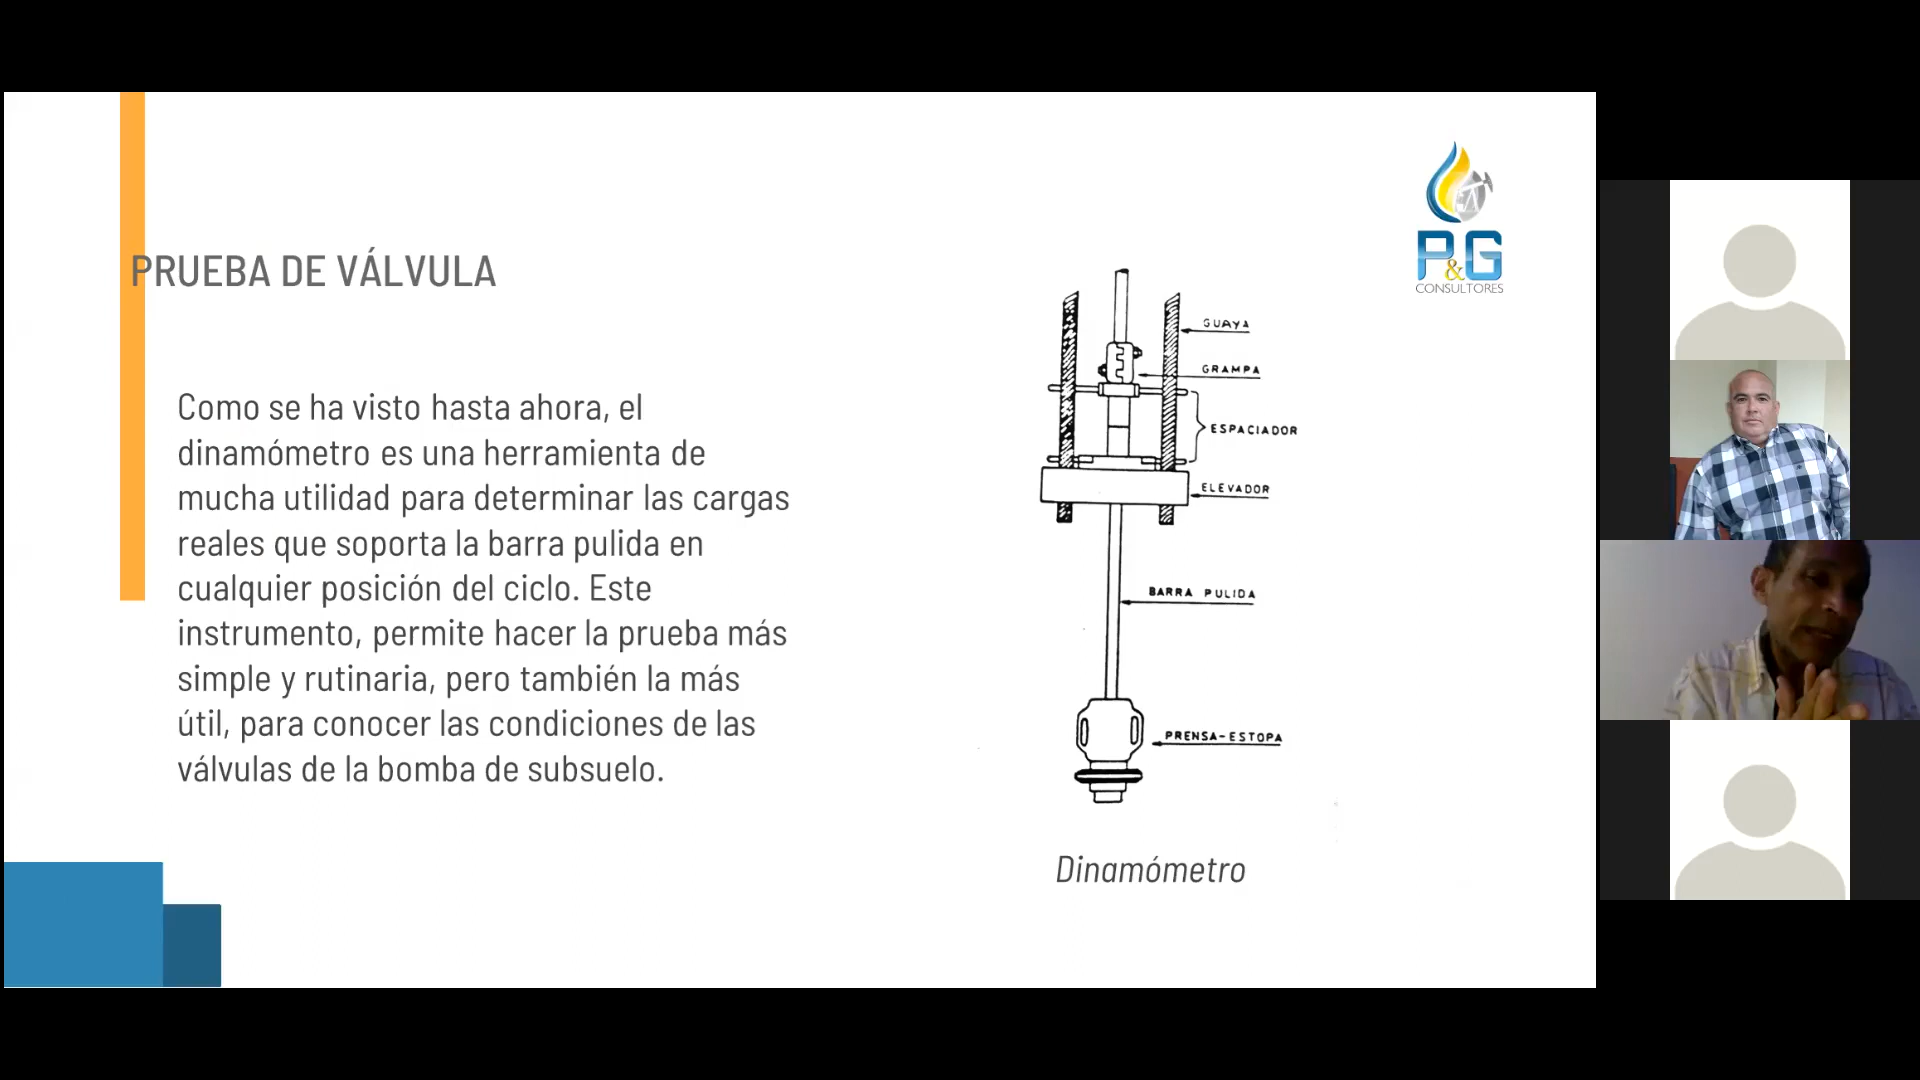 PRUEBA DE VÁLVULA
Como se ha visto hasta ahora, el
dinamómetro es una herramienta de
mucha utilidad para determinar las cargas
reales que soporta la barra pulida en
cualquier posición del ciclo. Este
instrumento, permite hacer la prueba más
simple y rutinaria, pero también la más
útil, para conocer las condiciones de las
válvulas de la bomba de subsuelo.
P&G
CONSULTORES
GUAYA
GRAMPA
ESPACIADOR
ELEVADOR
BARRA PULIDA
PRENSA-ESTOPA
Dinamómetro